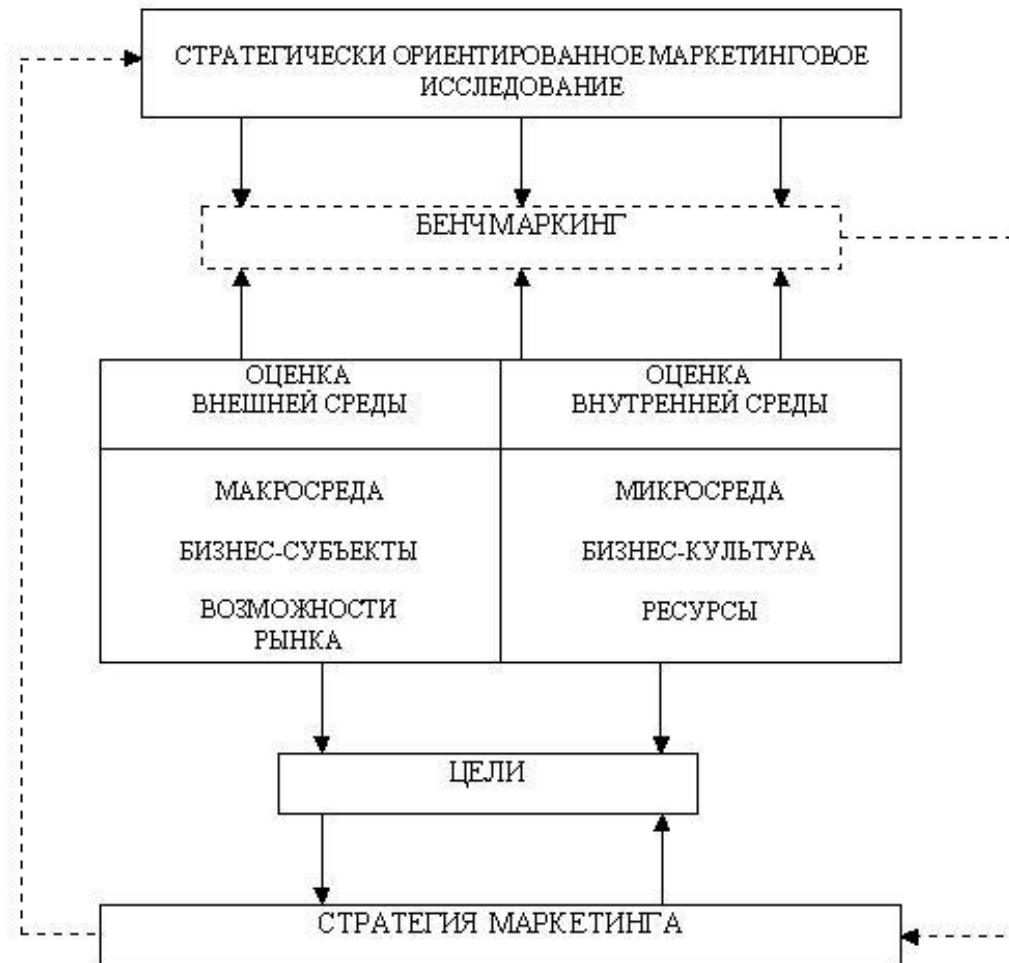 СТРАТЕГИЧЕСКИ ОРИЕНТИРОВАННОЕ МАРКЕТИНГОВОЕ
ИССЛЕДОВАНИЕ
БЕНЧМАРКИНГ
ОЦЕНКА
ВНЕШНЕЙ СРЕДЫ
ОЦЕНКА
ВНУТРЕННЕЙ СРЕДЫ
МАКРОСРЕДА
БИЗНЕС-СУБЪЕКТЫ
ВОЗМОЖНОСТИ
РЫНКА
МИКРОСРЕДА
БИЗНЕС-КУЛЬТУРА
РЕСУРСЫ
ЦЕЛИ
СТРАТЕГИЯ МАРКЕТИНГА